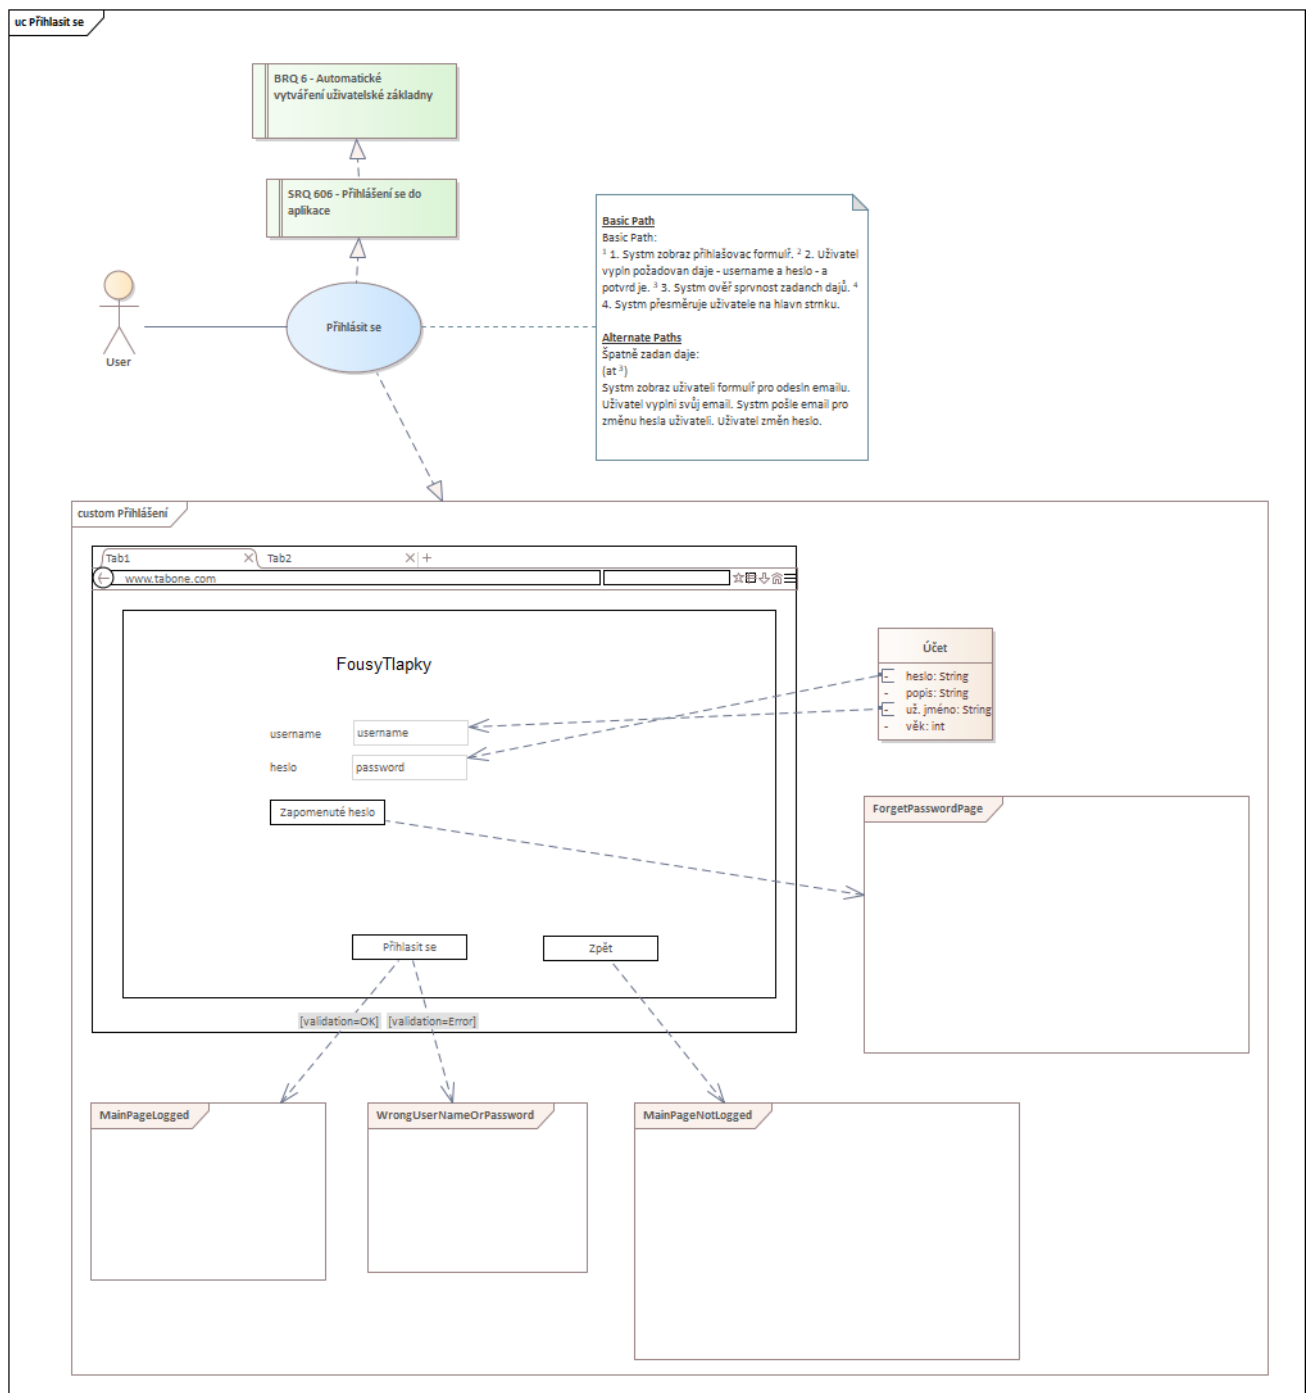 uc Přihlasit se
BRQ 6 - Automatické
vytváření uživatelské základny
SRQ 606 - Přihlášení se do
aplikace
Basic Path
Basic Path:
¹ 1. Systm zobraz přihlašovac formulř. ² 2. Uživatel
vypln požadovan daje - username a heslo - a
potvrd je. ³ 3. Systm ověř sprvnost zadanch dajů. ⁴
4. Systm přesměruje uživatele na hlavn strnku.
Alternate Paths
Špatně zadan daje:
(at ³)
Systm zobraz uživateli formulř pro odesln emailu.
Uživatel vyplni svůj email. Systm pošle email pro
změnu hesla uživateli. Uživatel změn heslo.
User
Přihlásit se
custom Přihlášení
Tab1
Tab2
www.tabone.com
FousyTlapky
username
username
heslo
password
Zapomenuté heslo
Přihlasit se
Zpět
Účet
- heslo: String
- popis: String
- už. jméno: String
- věk: int
ForgetPasswordPage
[validation=OK]
[validation=Error]
MainPageLogged
WrongUserNameOrPassword
MainPageNotLogged